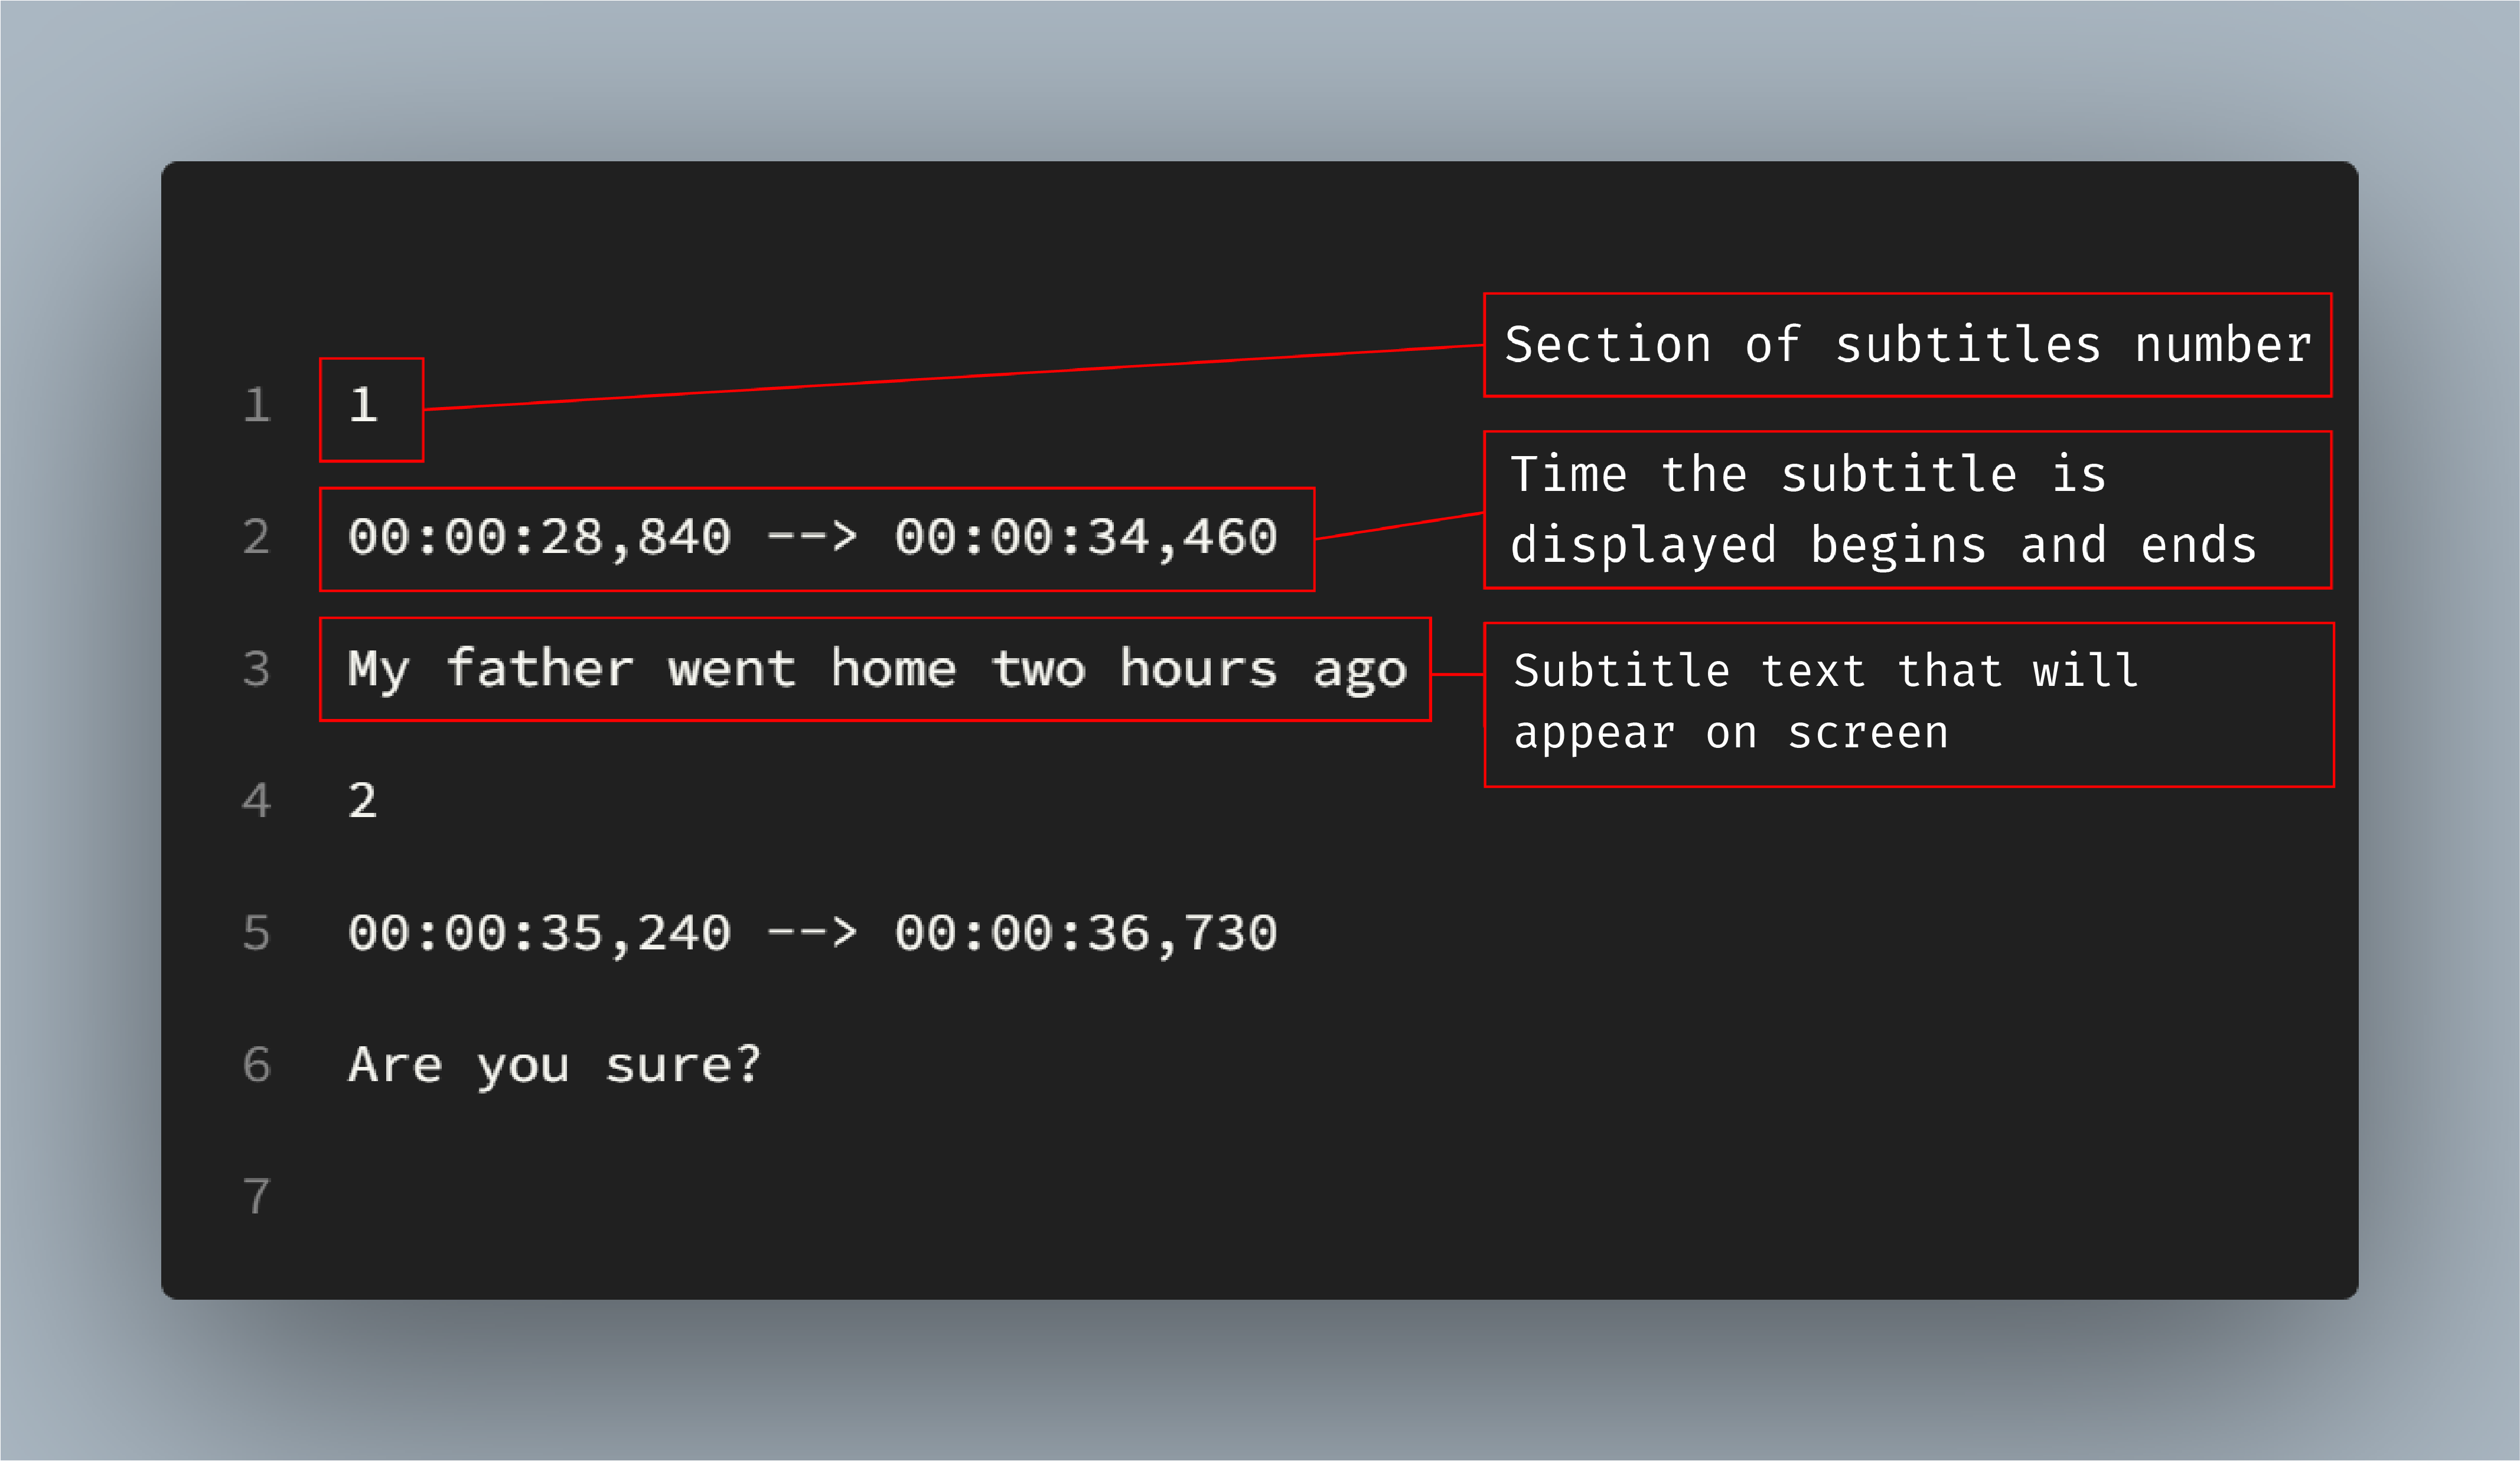 1 1
Section of subtitles number
2 00:00:28,840 --> 00:00:34,460
Time the subtitle is
displayed begins and ends
3 My father went home two hours ago
Subtitle text that will
appear on screen
4 2
5 00:00:35,240 --> 00:00:36,730
6 Are you sure?
7